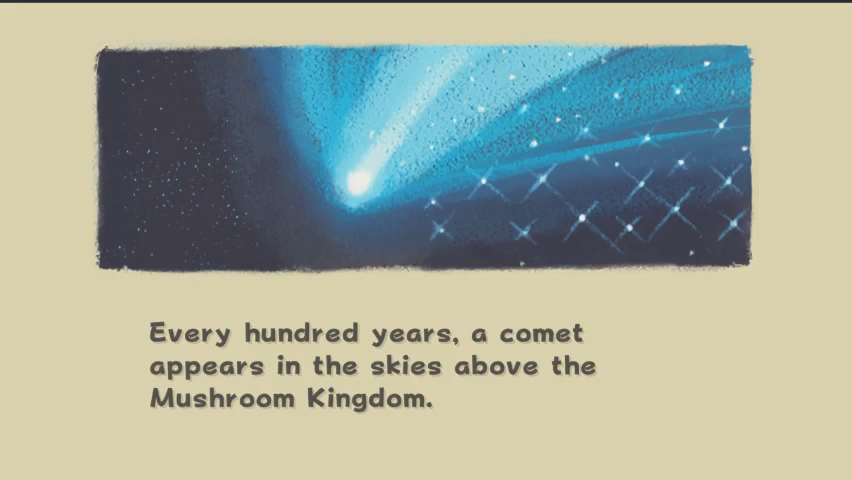 Every hundred years, a comet
appears in the skies above the
Mushroom Kingdom.